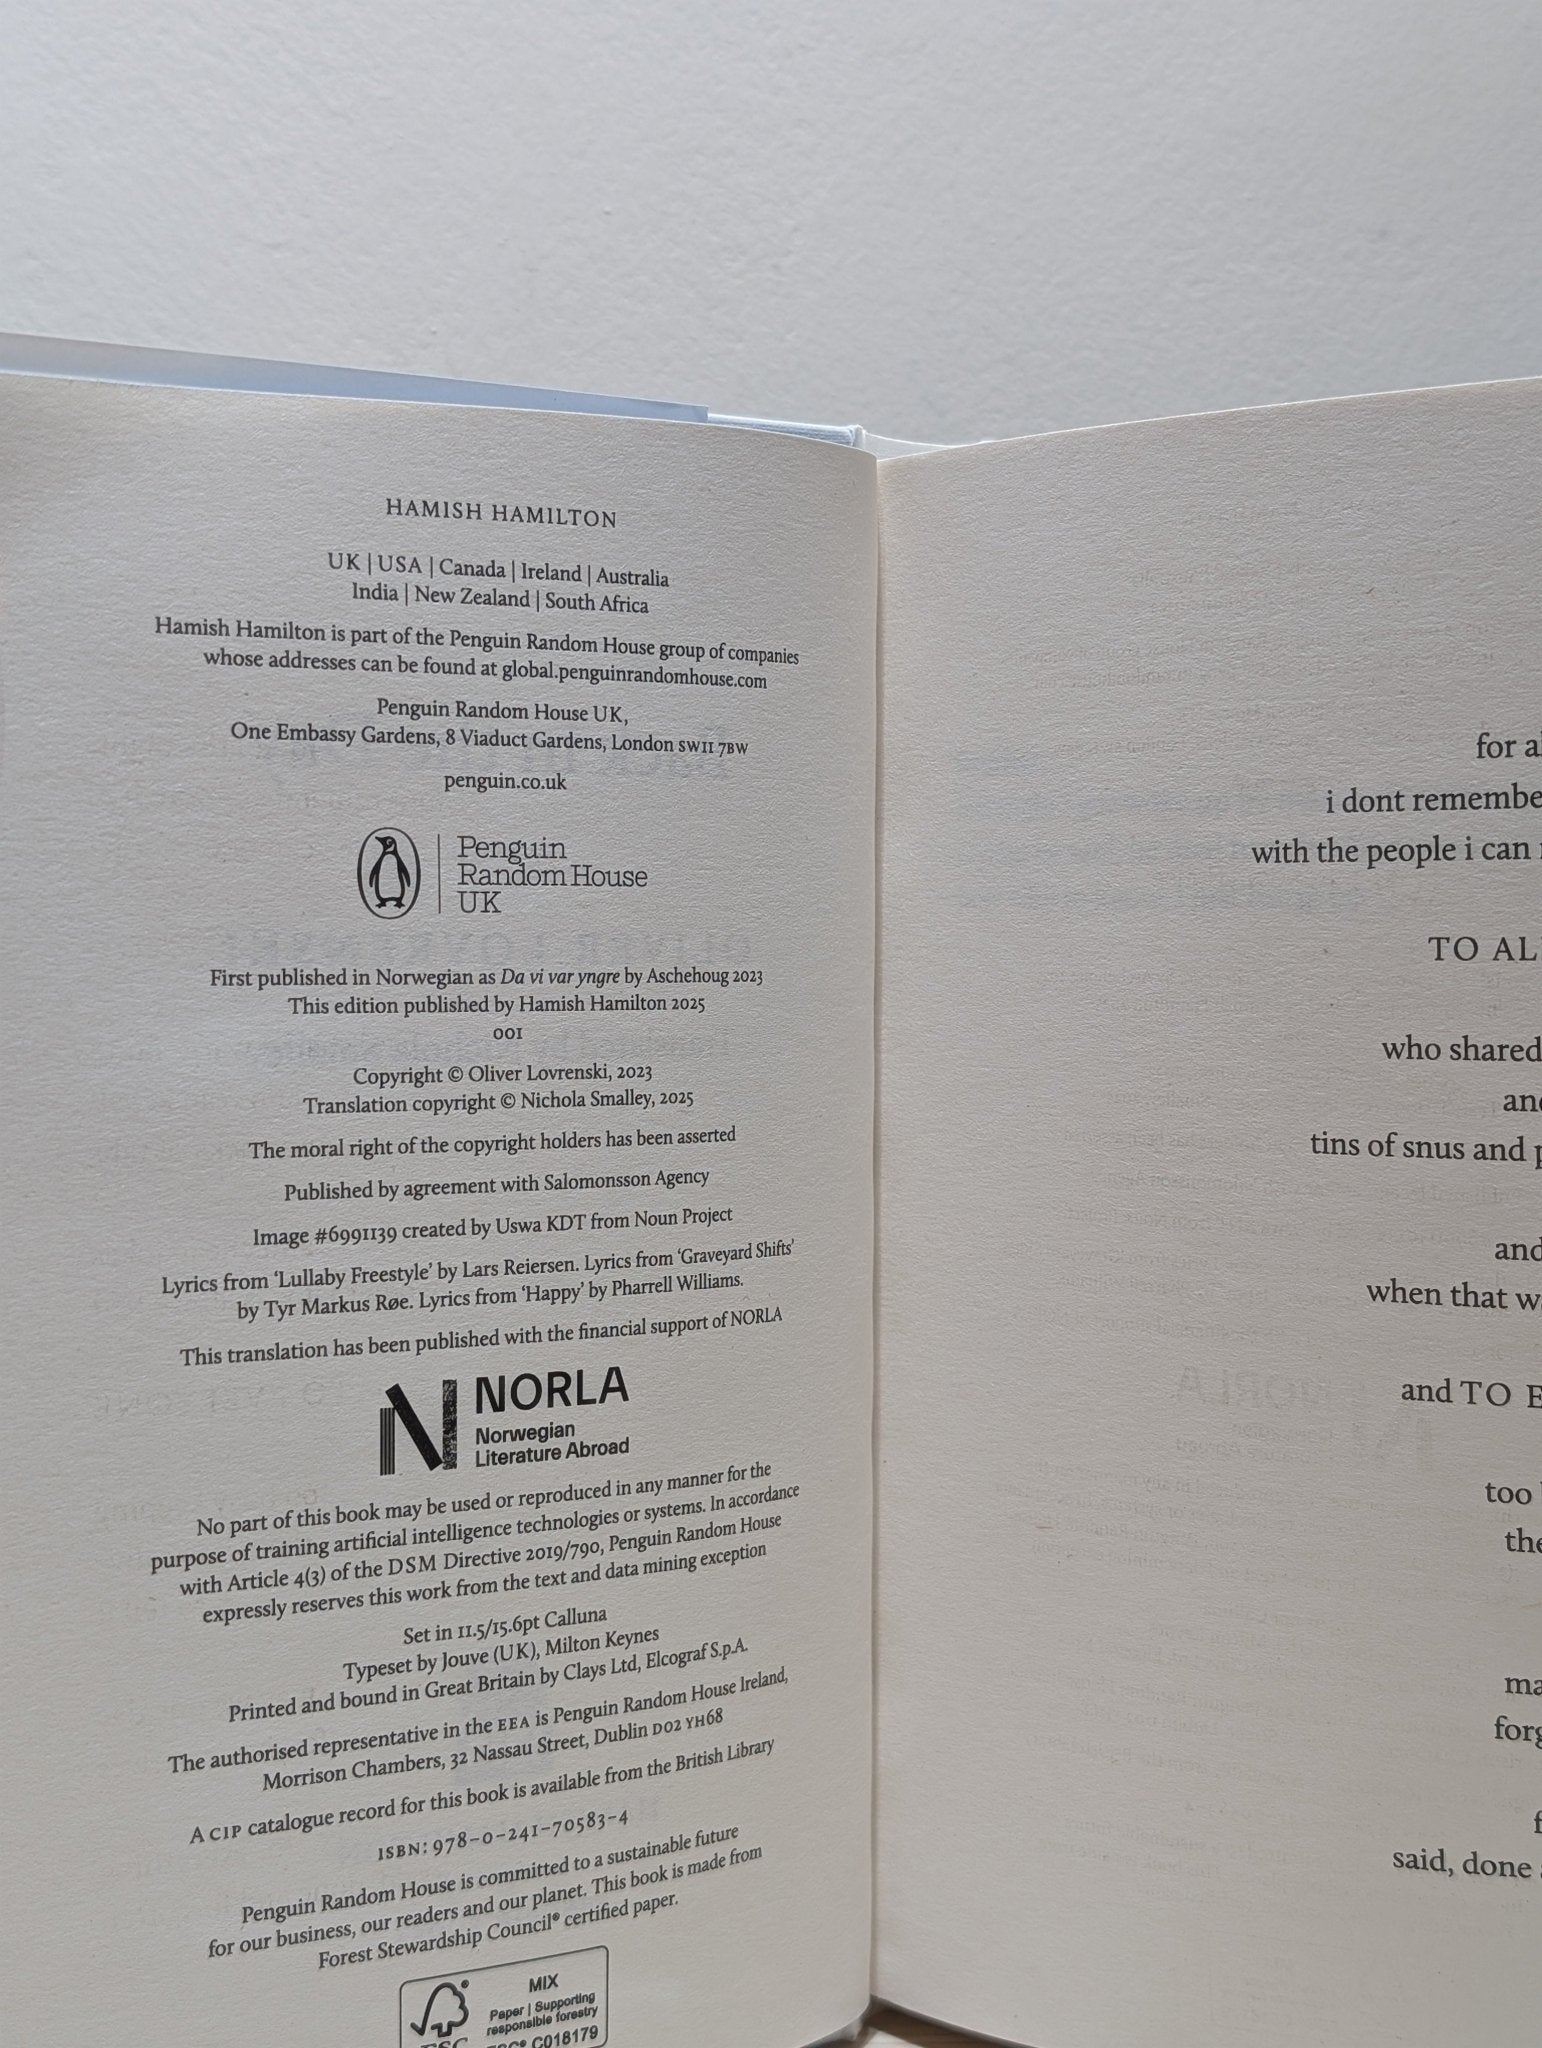 HAMISH HAMILTON
UK | USA | Canada | Ireland | Australia
India | New Zealand | South Africa
Hamish Hamilton is part of the Penguin Random House group of companies
whose addresses can be found at global.penguinrandomhouse.com
Penguin Random House UK,
One Embassy Gardens, 8 Viaduct Gardens, London SW11 7BW
penguin.co.uk
Penguin
Random House
UK
First published in Norwegian as Da vi var yngre by Aschehoug 2023
This edition published by Hamish Hamilton 2025
001
Copyright © Oliver Lovrenski, 2023
Translation copyright © Nichola Smalley, 2025
The moral right of the copyright holders has been asserted
Published by agreement with Salomonsson Agency
Image #6991139 created by Uswa KDT from Noun Project
Lyrics from ‘Lullaby Freestyle’ by Lars Reiersen. Lyrics from ‘Graveyard Shifts’
by Tyr Markus Røe. Lyrics from ‘Happy’ by Pharrell Williams.
This translation has been published with the financial support of NORLA
NORLA
Norwegian
Literature Abroad
No part of this book may be used or reproduced in any manner for the
purpose of training artificial intelligence technologies or systems. In accordance
with Article 4(3) of the DSM Directive 2019/790, Penguin Random House
expressly reserves this work from the text and data mining exception
Set in 11.5/15.6pt Calluna
Typeset by Jouve (UK), Milton Keynes
Printed and bound in Great Britain by Clays Ltd, Elcograf S.p.A.
The authorised representative in the EEA is Penguin Random House Ireland,
Morrison Chambers, 32 Nassau Street, Dublin D02 YH68
A CIP catalogue record for this book is available from the British Library
ISBN: 978-0-241-70583-4
Penguin Random House is committed to a sustainable future
for our business, our readers and our planet. This book is made from
Forest Stewardship Council® certified paper.
MIX
Paper | Supporting
responsible forestry
FSC® C018179
for
i dont
with the people i can
TO
who shared
tins of snus and
and
when that
and TO
too
said, done